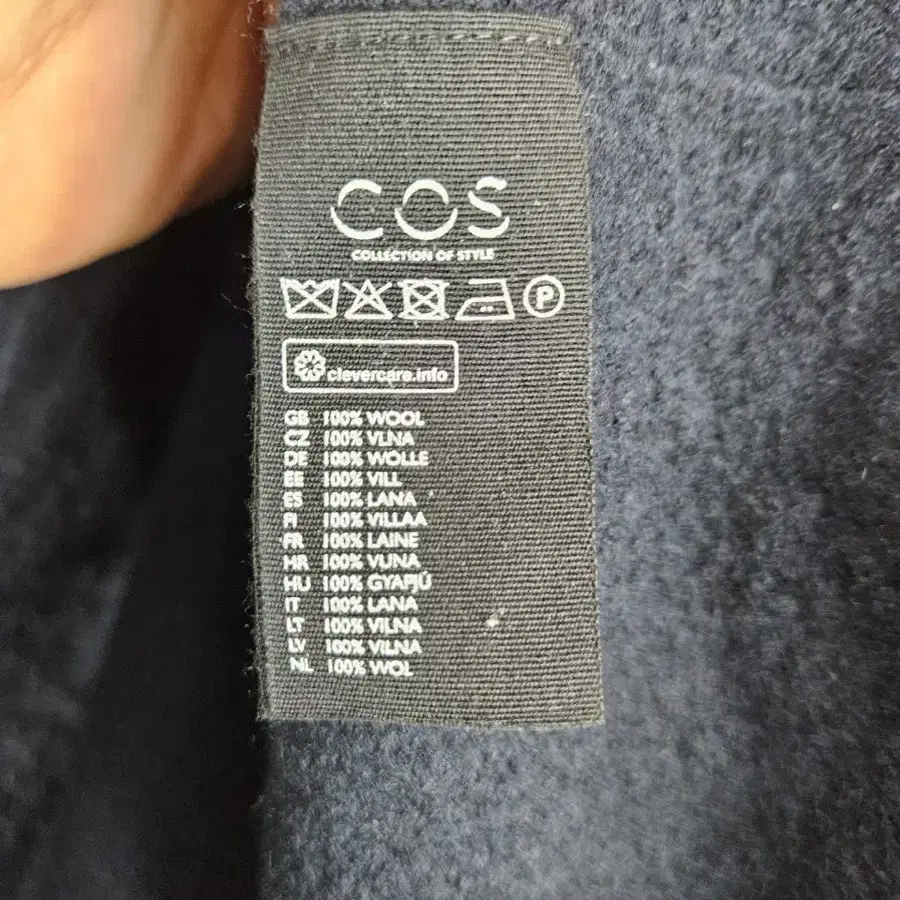 COS
COLLECTION OF STYLE
P
clevercare.info
GB 100% WOOL
CZ 100% VLNA
DE 100% WOLLE
EE 100% VILL
ES 100% LANA
FI 100% VILLAA
FR 100% LAINE
HR 100% VUNA
HU 100% GYAPJÚ
IT 100% LANA
LT 100% VILNA
LV 100% VILNA
NL 100% WOL